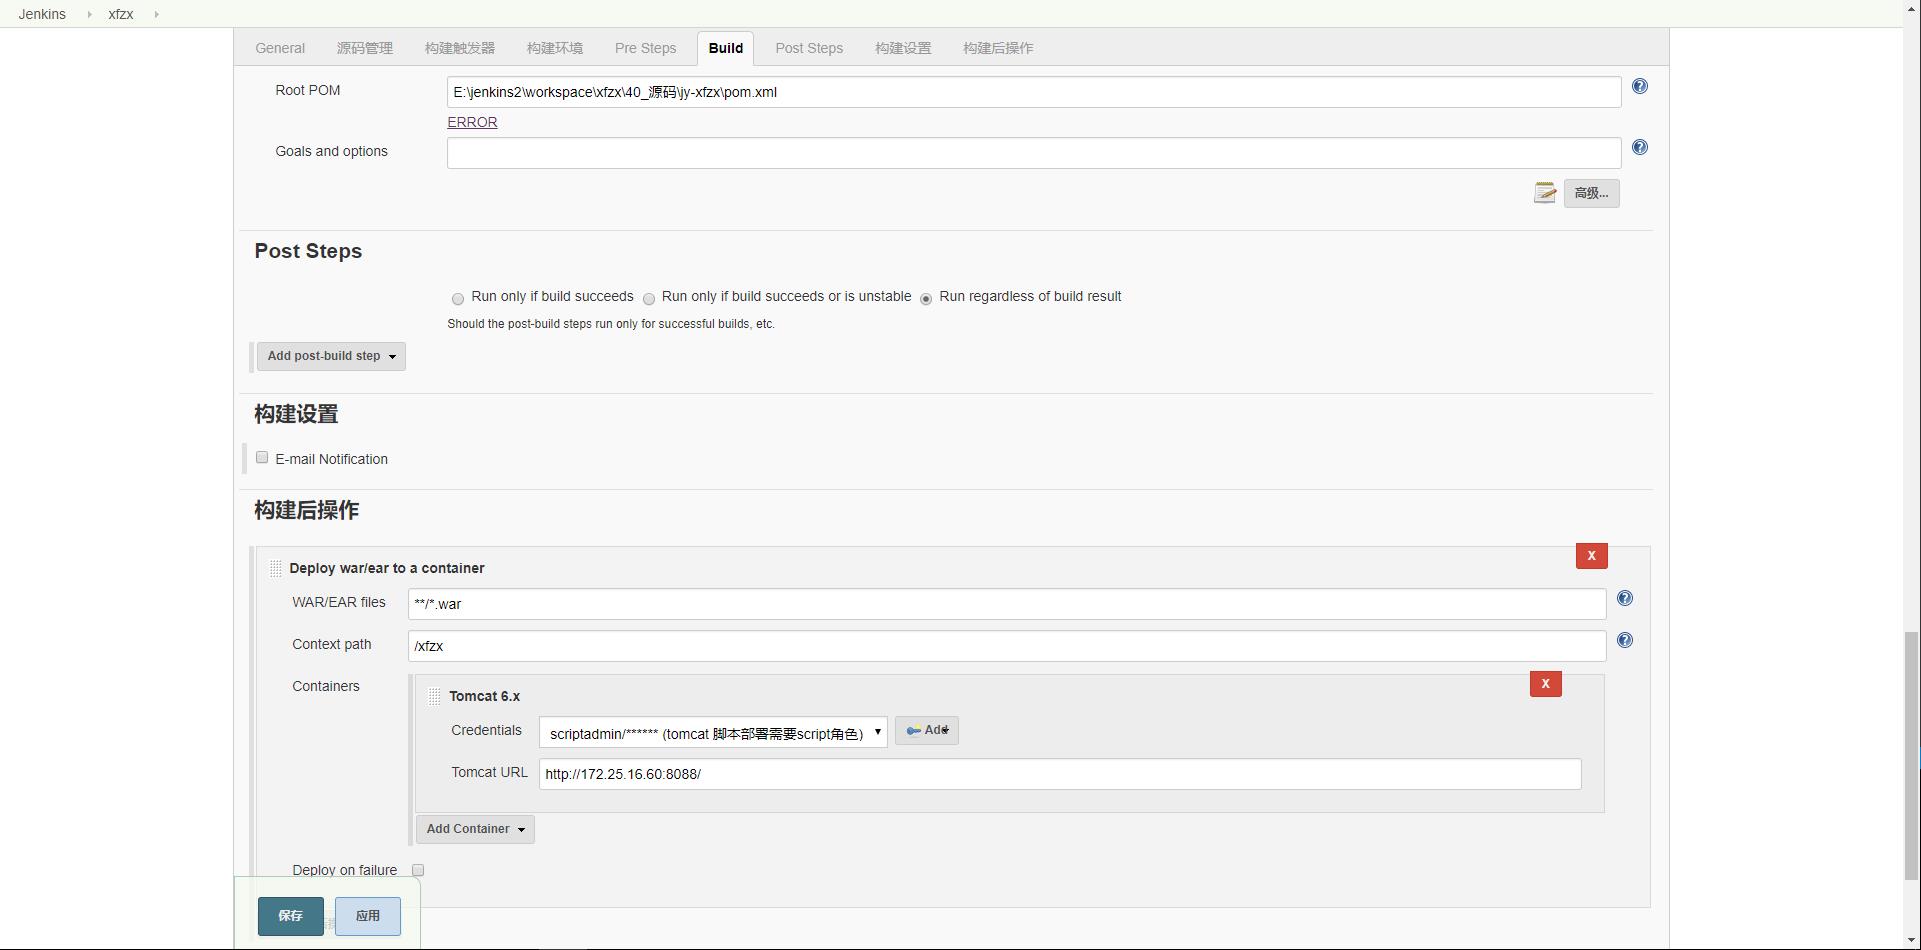 Jenkins xfzx
General 源码管理 构建触发器 构建环境 Pre Steps Build Post Steps 构建设置 构建后操作
Root POM E:\jenkins2\workspace\xfzx\40_源码\jy-xfzx\pom.xml
ERROR
Goals and options
高级...
Post Steps
Run only if build succeeds Run only if build succeeds or is unstable Run regardless of build result
Should the post-build steps run only for successful builds, etc.
Add post-build step
构建设置
E-mail Notification
构建后操作
X
Deploy war/ear to a container
WAR/EAR files **/*.war
Context path /xfzx
Containers
X
Tomcat 6.x
Credentials scriptadmin/****** (tomcat 脚本部署需要script角色) Add
Tomcat URL http://172.25.16.60:8088/
Add Container
Deploy on failure
保存 应用